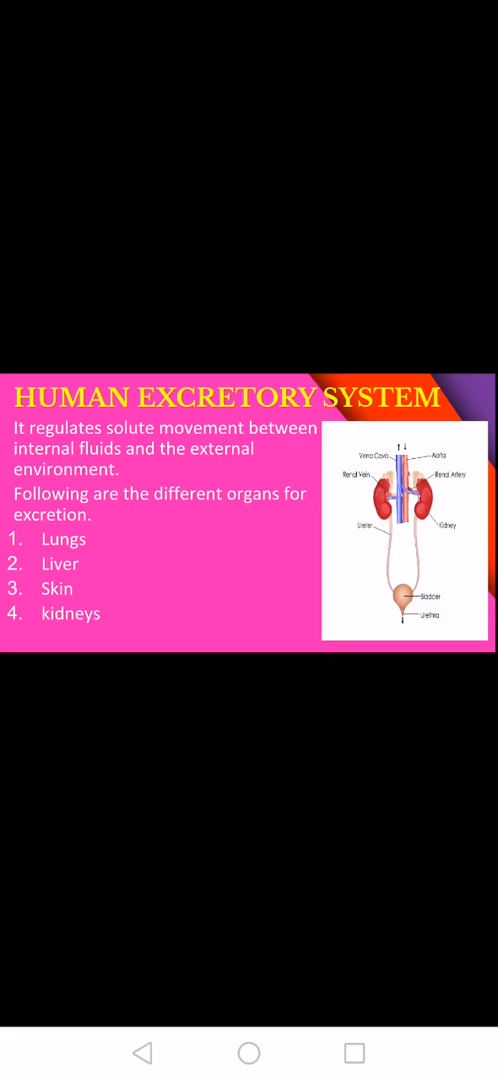 HUMAN EXCRETORY SYSTEM
It regulates solute movement between
internal fluids and the external
environment.
Following are the different organs for
excretion.
1. Lungs
2. Liver
3. Skin
4. kidneys
Vena Cava
Aorta
Renal Vein
Renal Artery
Ureter
Kidney
Bladder
Urethra